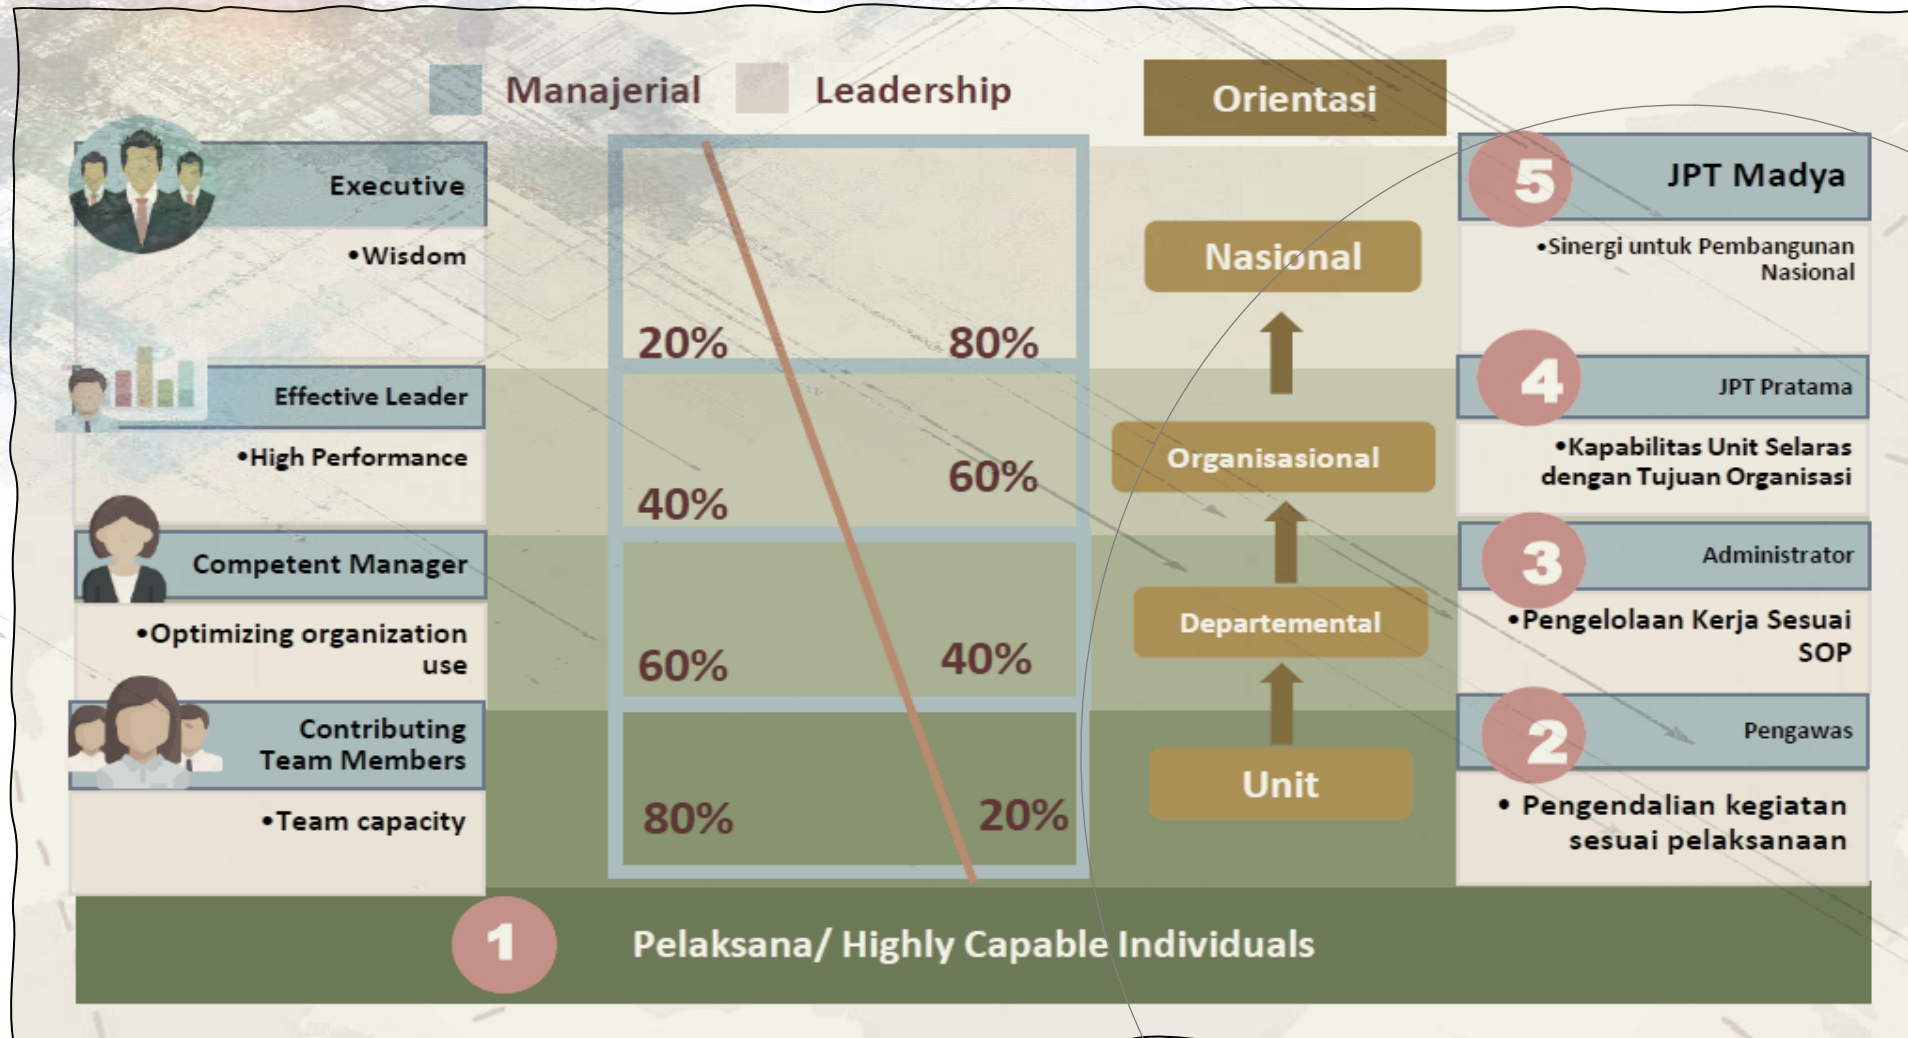 Manajerial
Leadership
Orientasi
Executive
•Wisdom
20%
80%
Nasional
5
JPT Madya
•Sinergi untuk Pembangunan
Nasional
Effective Leader
•High Performance
40%
60%
Organisasional
4
JPT Pratama
•Kapabilitas Unit Selaras
dengan Tujuan Organisasi
Competent Manager
•Optimizing organization
use
60%
40%
Departemental
3
Administrator
•Pengelolaan Kerja Sesuai
SOP
Contributing
Team Members
•Team capacity
80%
20%
Unit
2
Pengawas
• Pengendalian kegiatan
sesuai pelaksanaan
1
Pelaksana/ Highly Capable Individuals